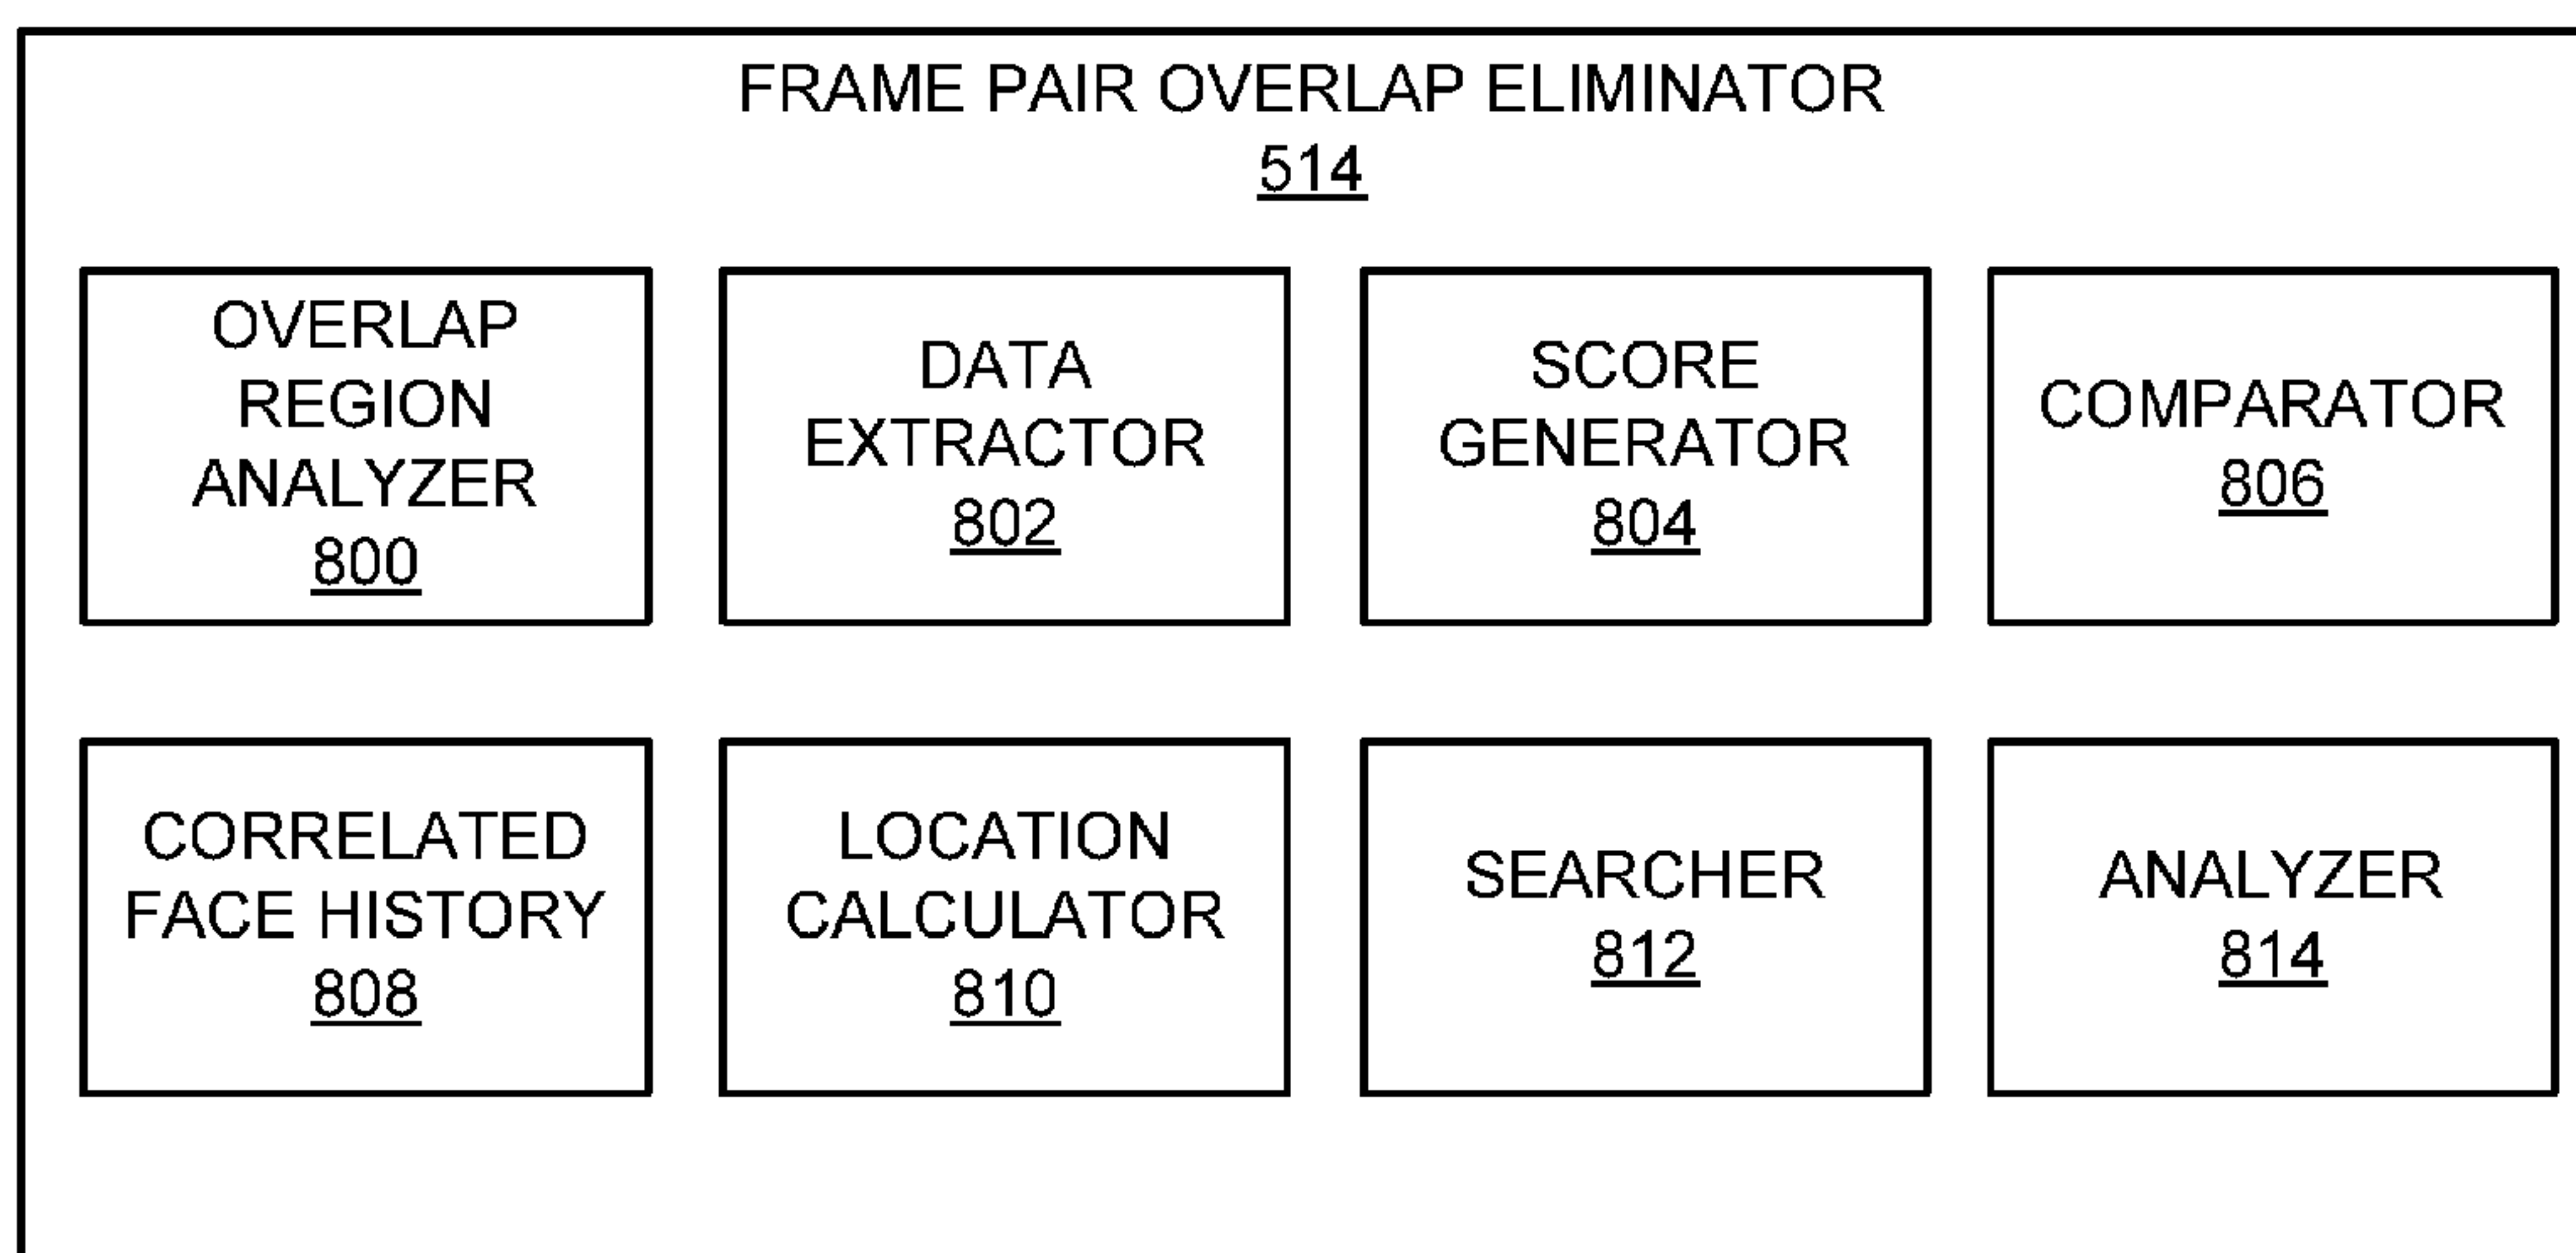 FRAME PAIR OVERLAP ELIMINATOR
514
OVERLAP
REGION
ANALYZER
800
DATA
EXTRACTOR
802
SCORE
GENERATOR
804
COMPARATOR
806
CORRELATED
FACE HISTORY
808
LOCATION
CALCULATOR
810
SEARCHER
812
ANALYZER
814